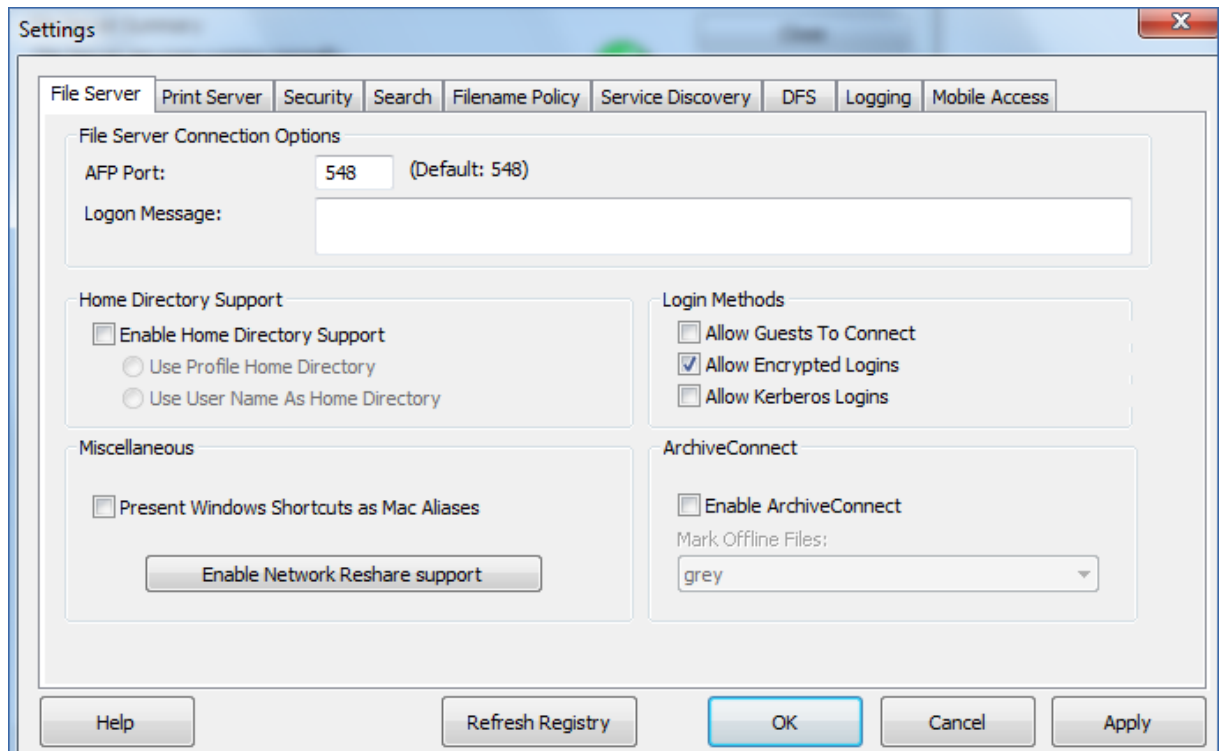 Settings
File Server Print Server Security Search Filename Policy Service Discovery DFS Logging Mobile Access
File Server Connection Options
AFP Port: 548 (Default: 548)
Logon Message:
Home Directory Support
Enable Home Directory Support
Use Profile Home Directory
Use User Name As Home Directory
Login Methods
Allow Guests To Connect
Allow Encrypted Logins
Allow Kerberos Logins
Miscellaneous
Present Windows Shortcuts as Mac Aliases
Enable Network Reshare support
ArchiveConnect
Enable ArchiveConnect
Mark Offline Files:
grey
Help Refresh Registry OK Cancel Apply